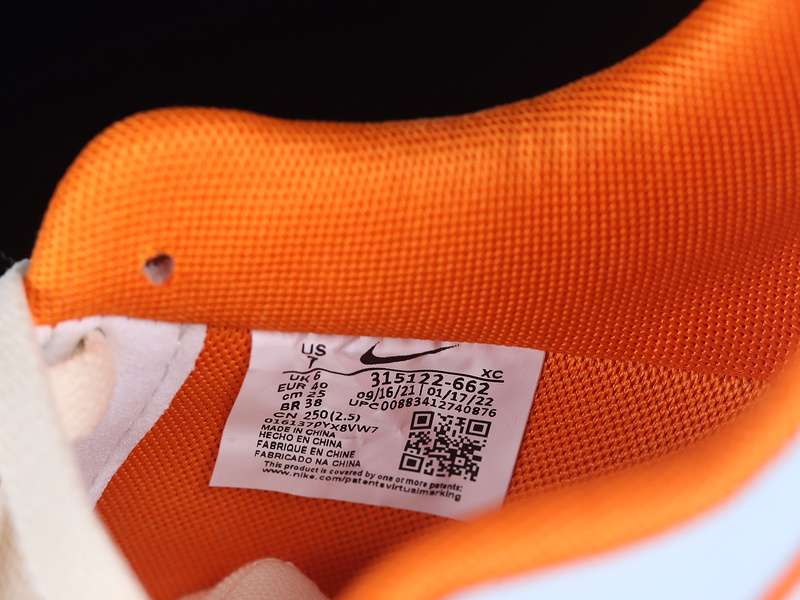 US
7
XC
UK 6
EUR 40
cm 25
BR 38
CN 250(2.5)
315122-662
09/16/21 | 01/17/22
UPC00883412740876
016137PYX8VW7
MADE IN CHINA
HECHO EN CHINA
FABRIQUE EN CHINE
FABRICADO NA CHINA
This product is covered by one or more patents:
www.nike.com/patentsvirtualmarking